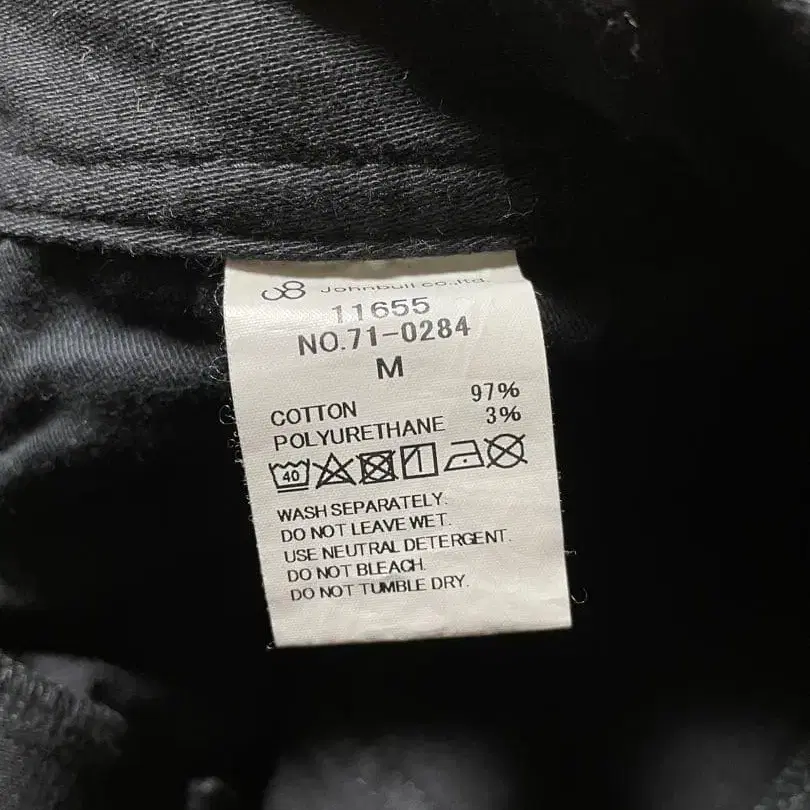 Johnbull co.,ltd.
11655
NO.71-0284
M
COTTON 97%
POLYURETHANE 3%
40
WASH SEPARATELY.
DO NOT LEAVE WET.
USE NEUTRAL DETERGENT.
DO NOT BLEACH.
DO NOT TUMBLE DRY.